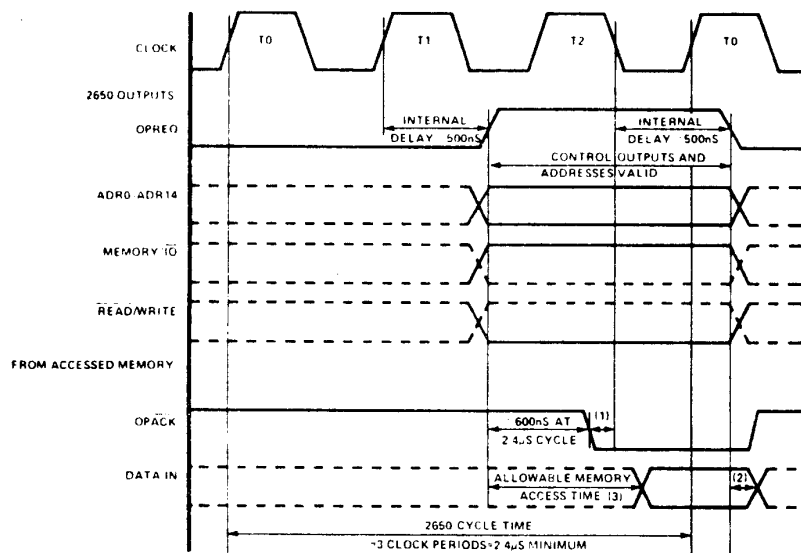 T0 T1 T2 T0
CLOCK
2650 OUTPUTS
OPREQ
INTERNAL
DELAY 500nS
INTERNAL
DELAY 500nS
CONTROL OUTPUTS AND
ADDRESSES VALID
ADR0-ADR14
MEMORY/IO
READ/WRITE
FROM ACCESSED MEMORY
OPACK
600nS AT
2.4µS CYCLE
(1)
DATA IN
ALLOWABLE MEMORY
ACCESS TIME (3)
(2)
2650 CYCLE TIME
=3 CLOCK PERIODS=2.4µS MINIMUM